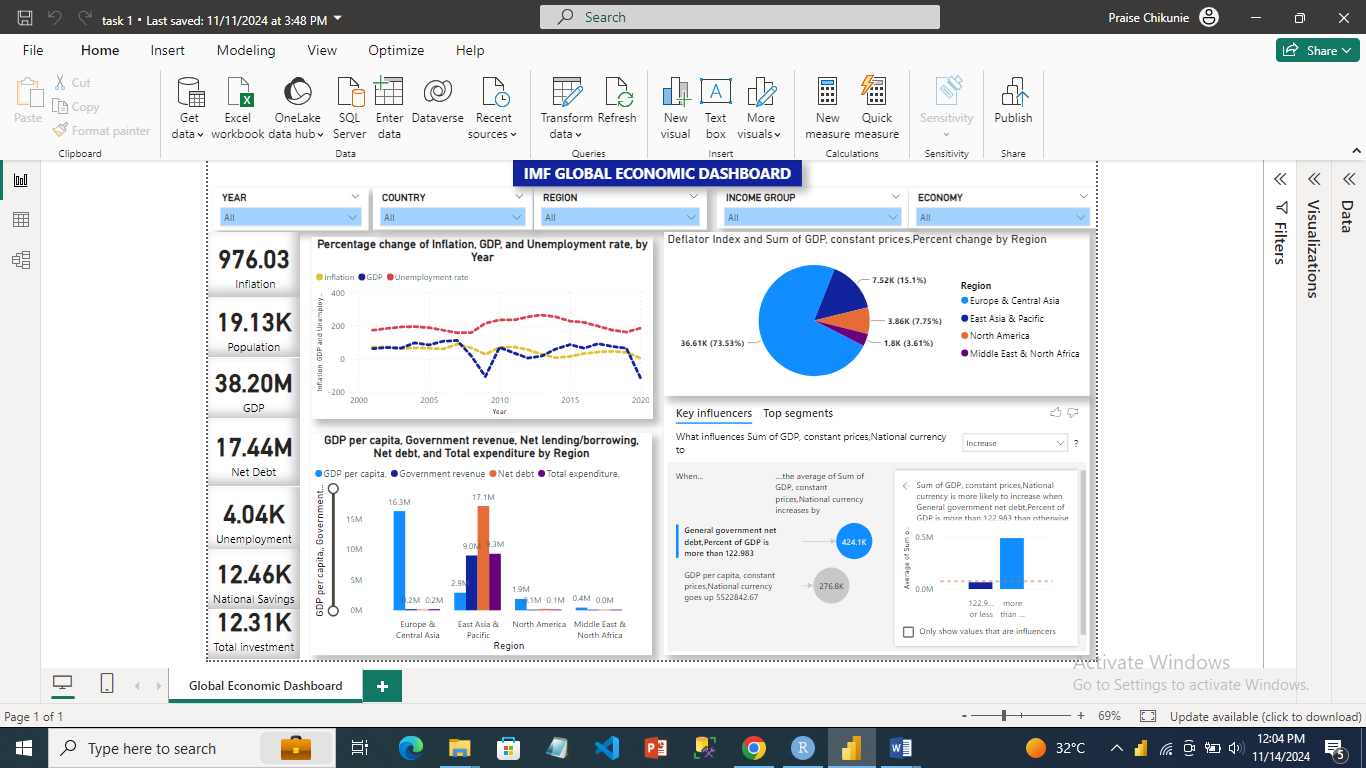 task 1 • Last saved: 11/11/2024 at 3:48 PM
Search
Praise Chikunie
File
Home
Insert
Modeling
View
Optimize
Help
Share
Paste
Cut
Copy
Format painter
Clipboard
Get data
Excel workbook
OneLake data hub
SQL Server
Enter data
Dataverse
Recent sources
Data
Transform data
Refresh
Queries
New visual
Text box
More visuals
Insert
New measure
Quick measure
Calculations
Sensitivity
Sensitivity
Publish
Share
IMF GLOBAL ECONOMIC DASHBOARD
YEAR
All
COUNTRY
All
REGION
All
INCOME GROUP
All
ECONOMY
All
976.03
Inflation
19.13K
Population
38.20M
GDP
17.44M
Net Debt
4.04K
Unemployment
12.46K
National Savings
12.31K
Total investment
Percentage change of Inflation, GDP, and Unemployment rate, by
Year
Inflation GDP Unemployment rate
Inflation GDP and Unemploy...
400
200
0
-200
2000 2005 2010 2015 2020
Year
GDP per capita, Government revenue, Net lending/borrowing,
Net debt, and Total expenditure by Region
GDP per capita, Government revenue Net debt Total expenditure,
GDP per capita,, Government...
15M
10M
5M
0M
16.3M
0.2M 0.2M
2.9M
9.0M
17.1M
9.3M
1.9M
0.1M 0.1M
0.4M 0.0M
Europe &
Central Asia
East Asia &
Pacific
North America
Middle East &
North Africa
Region
Deflator Index and Sum of GDP, constant prices,Percent change by Region
7.52K (15.1%)
3.86K (7.75%)
1.8K (3.61%)
36.61K (73.53%)
Region
Europe & Central Asia
East Asia & Pacific
North America
Middle East & North Africa
Key influencers Top segments
What influences Sum of GDP, constant prices,National currency
to
Increase
?
When...
...the average of Sum of
GDP, constant
prices,National currency
increases by
General government net
debt,Percent of GDP is
more than 122.983
424.1K
GDP per capita, constant
prices,National currency
goes up 5522842.67
276.8K
Sum of GDP, constant prices,National
currency is more likely to increase when
General government net debt,Percent of
GDP is more than 122.983 than otherwise
Average of Sum o...
0.5M
0.0M
122.9...
or less
more
than ...
Only show values that are influencers
Filters
Visualizations
Data
Activate Windows
Go to Settings to activate Windows.
Global Economic Dashboard
+
Page 1 of 1
- + 69%
Update available (click to download)
Type here to search
32°C
12:04 PM
11/14/2024
5